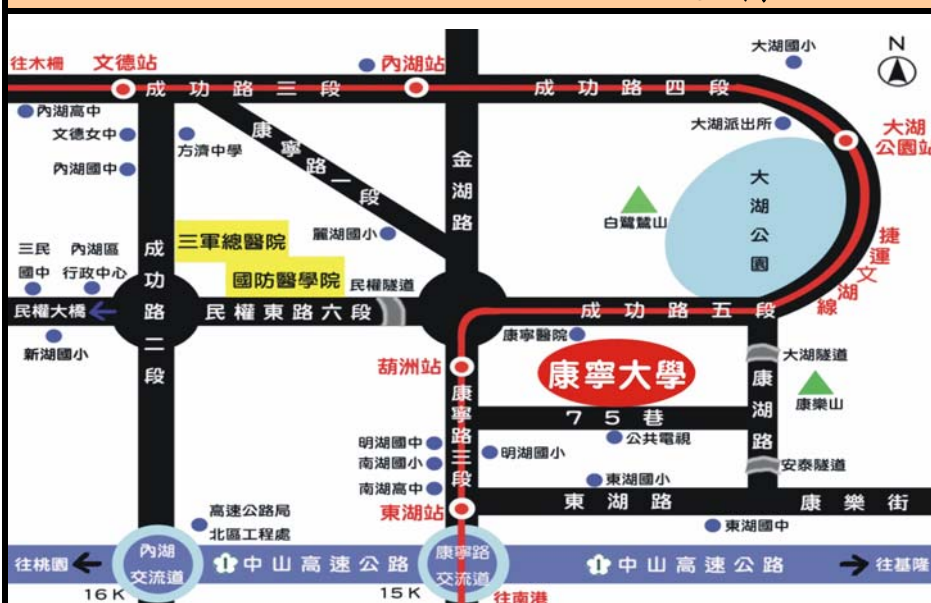 大湖國小
N
往木柵
文德站
內湖站
成功路三段
成功路四段
內湖高中
文德女中
方濟中學
康寧路一段
大湖派出所
大湖
公園站
內湖國中
金湖路
大湖公園
白鷺鷥山
三軍總醫院
麗湖國小
三民
國中
內湖區
行政中心
成功路二段
國防醫學院
民權隧道
捷運文湖線
民權大橋
民權東路六段
成功路五段
新湖國小
康寧醫院
大湖隧道
葫洲站
康寧大學
康湖路
康樂山
康寧路三段
75巷
明湖國中
公共電視
明湖國小
南湖國小
安泰隧道
南湖高中
東湖國小
東湖站
東湖路
康樂街
高速公路局
北區工程處
東湖國中
往桃園
內湖
交流道
1
中山高速公路
康寧路
交流道
1
中山高速公路
往基隆
16K
15K
往南港